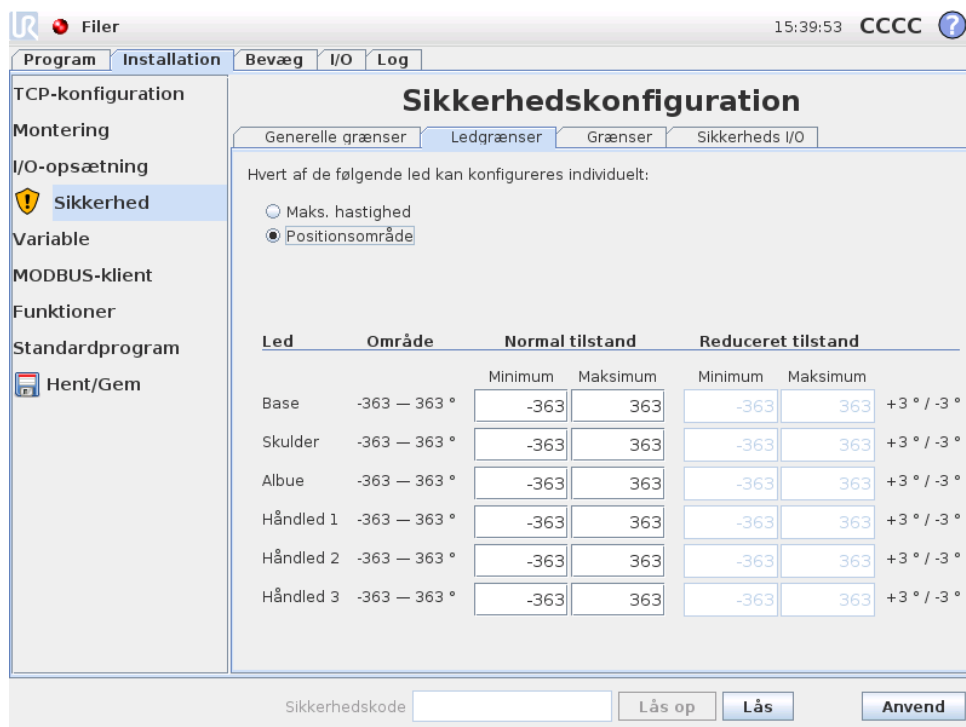 UR Filer 15:39:53 CCCC ?
Program Installation Bevæg I/O Log
TCP-konfiguration
Montering
I/O-opsætning
Sikkerhed
Variable
MODBUS-klient
Funktioner
Standardprogram
Hent/Gem
Sikkerhedskonfiguration
Generelle grænser Ledgrænser Grænser Sikkerheds I/O
Hvert af de følgende led kan konfigureres individuelt:
Maks. hastighed
Positionsområde
Led Område Normal tilstand Reduceret tilstand
Minimum Maksimum Minimum Maksimum
Base -363 — 363 ° -363 363 -363 363 +3 ° / -3 °
Skulder -363 — 363 ° -363 363 -363 363 +3 ° / -3 °
Albue -363 — 363 ° -363 363 -363 363 +3 ° / -3 °
Håndled 1 -363 — 363 ° -363 363 -363 363 +3 ° / -3 °
Håndled 2 -363 — 363 ° -363 363 -363 363 +3 ° / -3 °
Håndled 3 -363 — 363 ° -363 363 -363 363 +3 ° / -3 °
Sikkerhedskode Lås op Lås Anvend